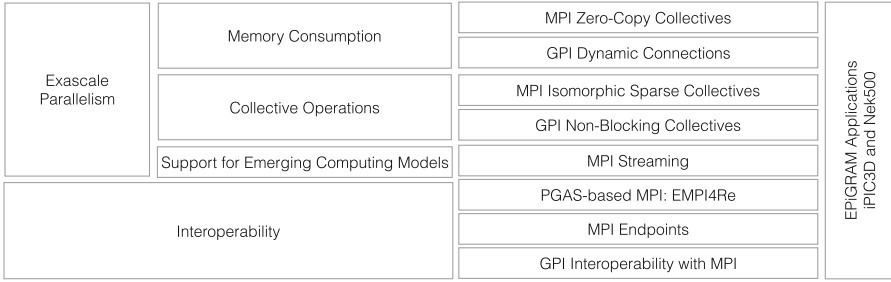 Exascale
Parallelism
Memory Consumption
Collective Operations
Support for Emerging Computing Models
Interoperability
MPI Zero-Copy Collectives
GPI Dynamic Connections
MPI Isomorphic Sparse Collectives
GPI Non-Blocking Collectives
MPI Streaming
PGAS-based MPI: EMPI4Re
MPI Endpoints
GPI Interoperability with MPI
EPiGRAM Applications
iPIC3D and Nek500